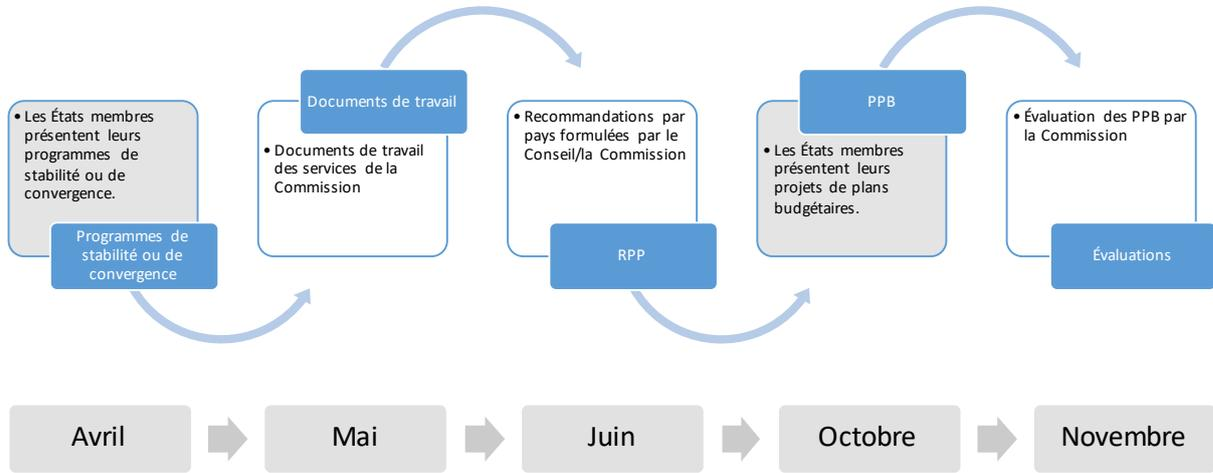 • Les États membres
présentent leurs
programmes de
stabilité ou de
convergence.
Programmes de
stabilité ou de
convergence
Documents de travail
• Documents de travail
des services de la
Commission
• Recommandations par
pays formulées par le
Conseil/la Commission
RPP
PPB
• Les États membres
présentent leurs
projets de plans
budgétaires.
• Évaluation des PPB par
la Commission
Évaluations
Avril
Mai
Juin
Octobre
Novembre